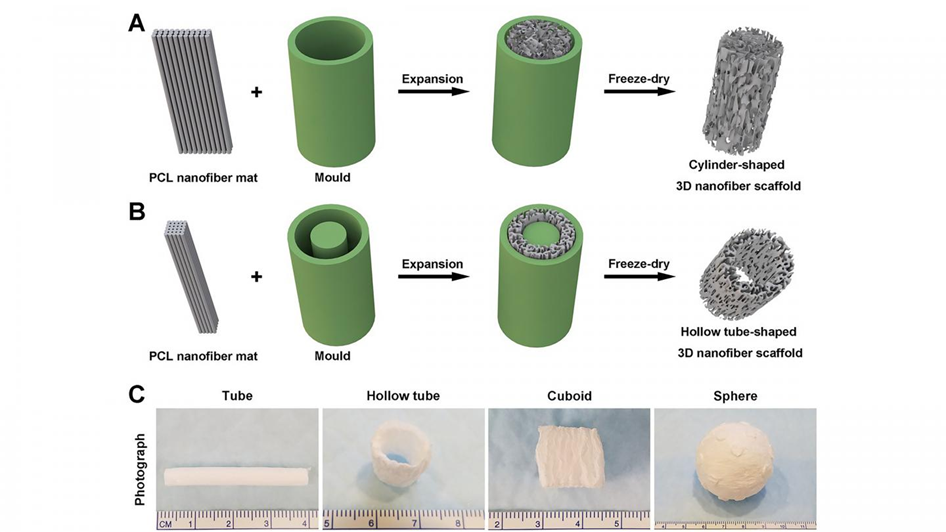 A
Expansion
Freeze-dry
PCL nanofiber mat
+
Mould
Cylinder-shaped
3D nanofiber scaffold
B
Expansion
Freeze-dry
PCL nanofiber mat
+
Mould
Hollow tube-shaped
3D nanofiber scaffold
C
Tube
Hollow tube
Cuboid
Sphere
Photograph
CM 1 2 3 4
5 6 7 8
2 3 4 5